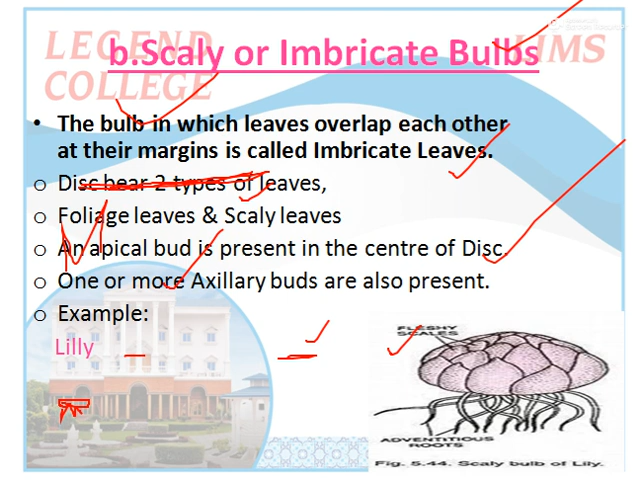 LEGEND
COLLEGE
LIMS
b.Scaly or Imbricate Bulbs
• The bulb in which leaves overlap each other
at their margins is called Imbricate Leaves.
o Disc bear 2 types of leaves,
o Foliage leaves & Scaly leaves
o An apical bud is present in the centre of Disc.
o One or more Axillary buds are also present.
o Example:
Lilly
FLESHY
SCALES
ADVENTITIOUS
ROOTS
Fig. 5.44. Scaly bulb of Lily.